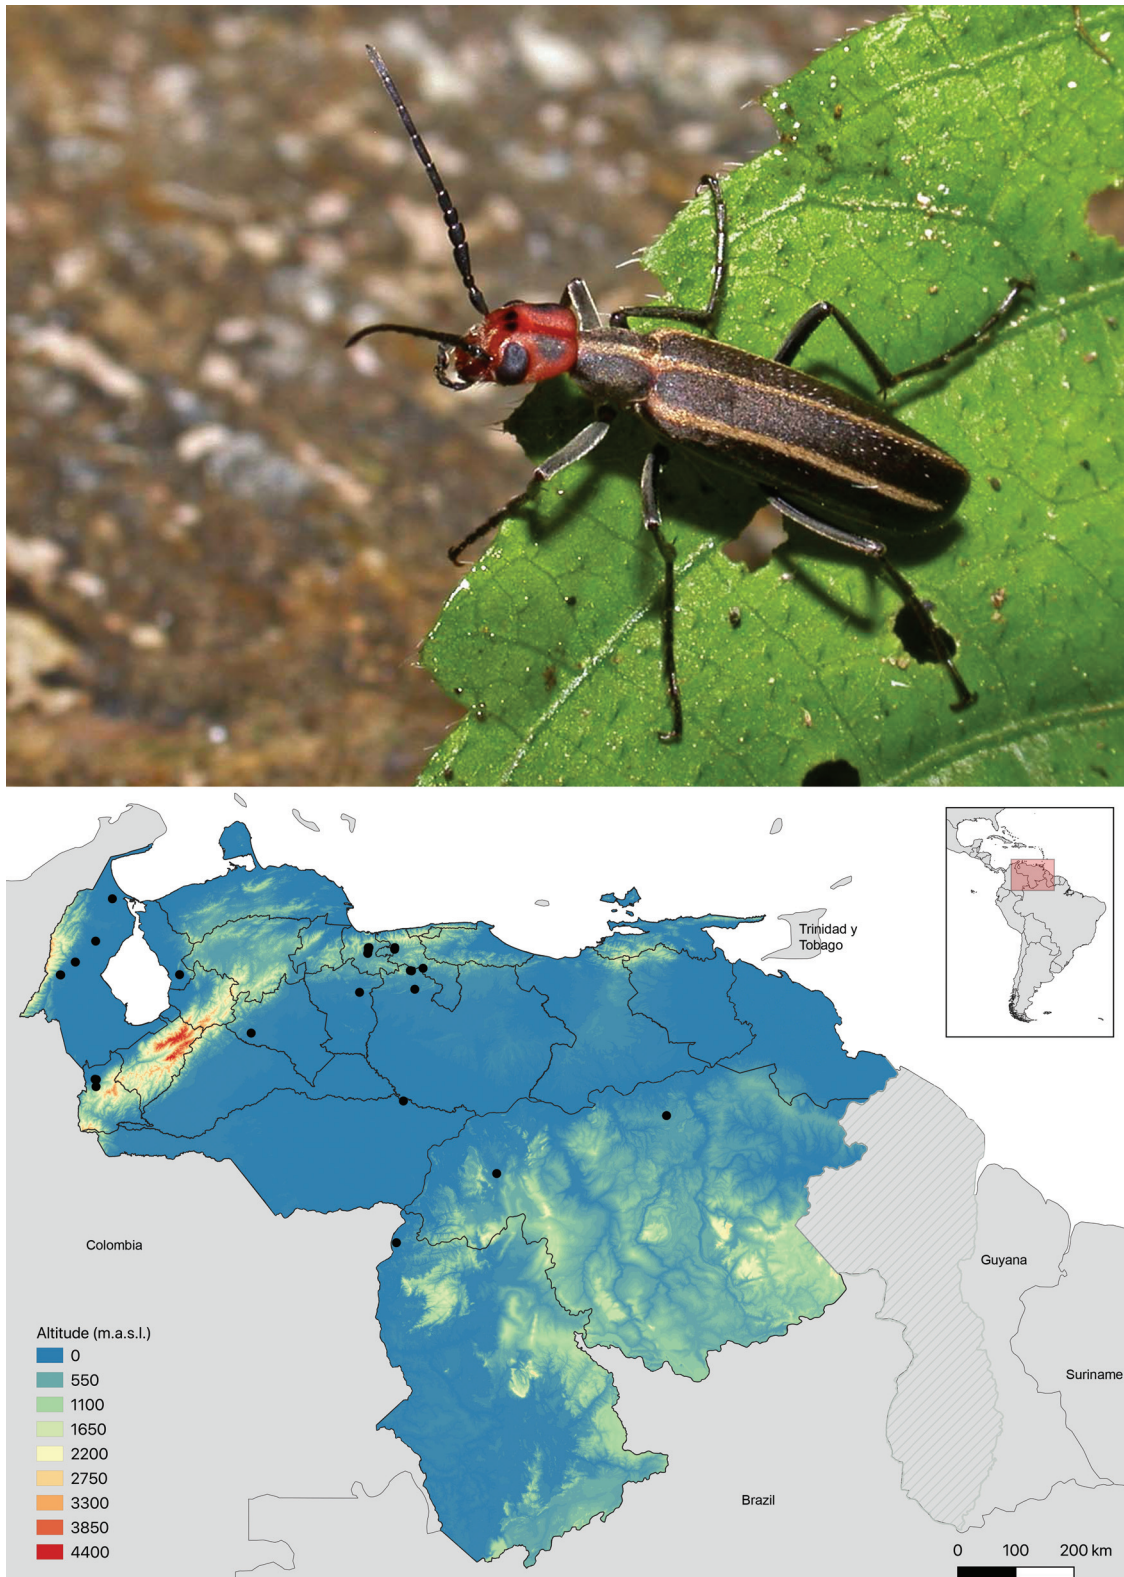 Trinidad y
Tobago
Colombia
Guyana
Suriname
Brazil
Altitude (m.a.s.l.)
0
550
1100
1650
2200
2750
3300
3850
4400
0 100 200 km